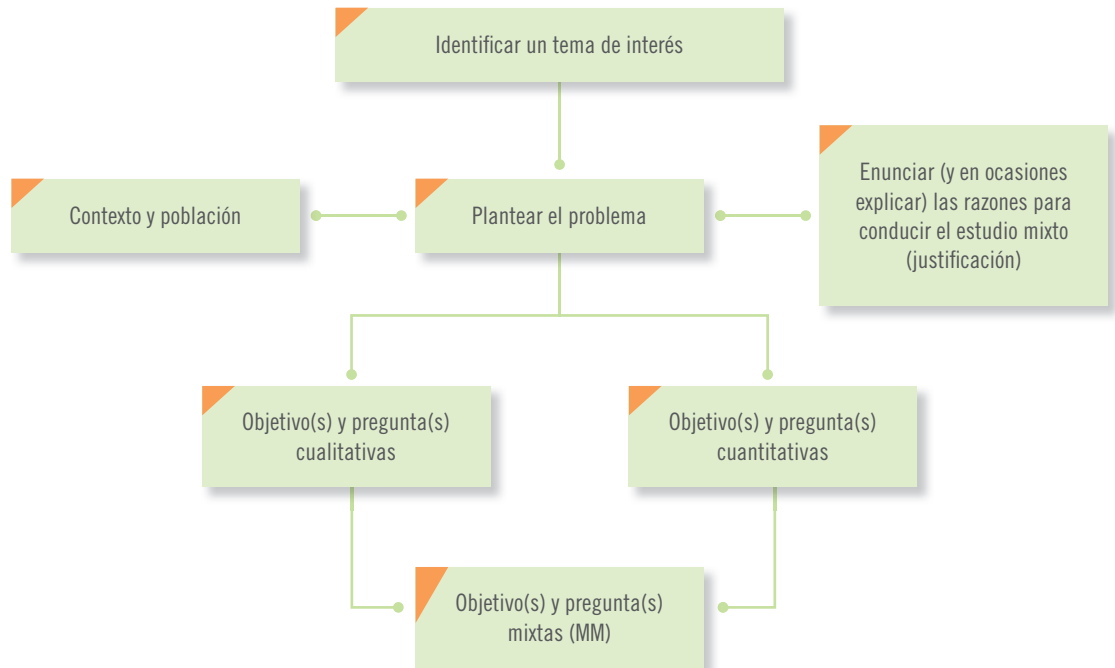 Identificar un tema de interés
Contexto y población
Plantear el problema
Enunciar (y en ocasiones
explicar) las razones para
conducir el estudio mixto
(justificación)
Objetivo(s) y pregunta(s)
cualitativas
Objetivo(s) y pregunta(s)
cuantitativas
Objetivo(s) y pregunta(s)
mixtas (MM)